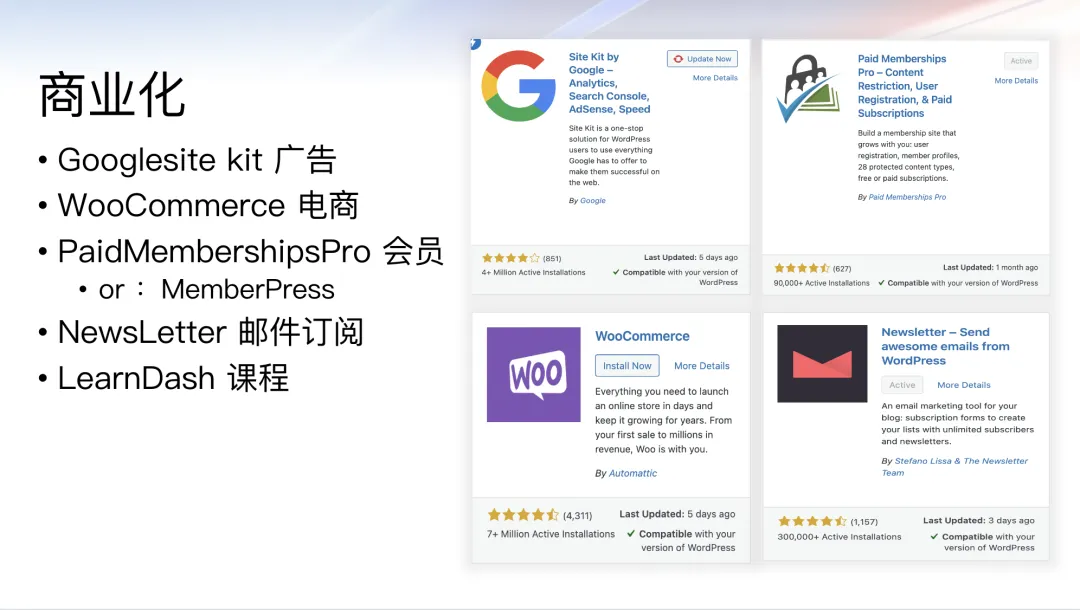 商业化
• Googlesite kit 广告
• WooCommerce 电商
• PaidMembershipsPro 会员
• or ： MemberPress
• NewsLetter 邮件订阅
• LearnDash 课程
Site Kit by
Google –
Analytics,
Search Console,
AdSense, Speed
Update Now
More Details
Site Kit is a one-stop
solution for WordPress
users to use everything
Google has to offer to
make them successful on
the web.
By Google
(851)
Last Updated: 5 days ago
4+ Million Active Installations
Compatible with your version of
WordPress
Paid Memberships
Pro – Content
Restriction, User
Registration, & Paid
Subscriptions
Active
More Details
Build a membership site that
grows with you: user
registration, member profiles,
28 protected content types,
free or paid subscriptions.
By Paid Memberships Pro
(627)
Last Updated: 1 month ago
90,000+ Active Installations
Compatible with your version of WordPress
WOO
WooCommerce
Install Now
More Details
Everything you need to launch
an online store in days and
keep it growing for years. From
your first sale to millions in
revenue, Woo is with you.
By Automattic
(4,311)
Last Updated: 5 days ago
7+ Million Active Installations
Compatible with your
version of WordPress
Newsletter – Send
awesome emails from
WordPress
Active
More Details
An email marketing tool for your
blog: subscription forms to create
your lists with unlimited subscribers
and newsletters.
By Stefano Lissa & The Newsletter
Team
(1,157)
Last Updated: 3 days ago
300,000+ Active Installations
Compatible with your
version of WordPress